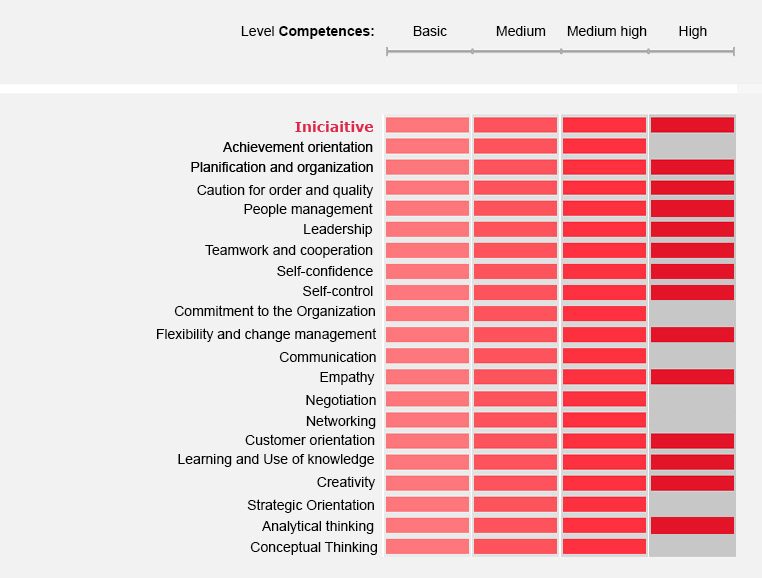 Level Competences: Basic Medium Medium high High
Iniciaitive
Achievement orientation
Planification and organization
Caution for order and quality
People management
Leadership
Teamwork and cooperation
Self-confidence
Self-control
Commitment to the Organization
Flexibility and change management
Communication
Empathy
Negotiation
Networking
Customer orientation
Learning and Use of knowledge
Creativity
Strategic Orientation
Analytical thinking
Conceptual Thinking